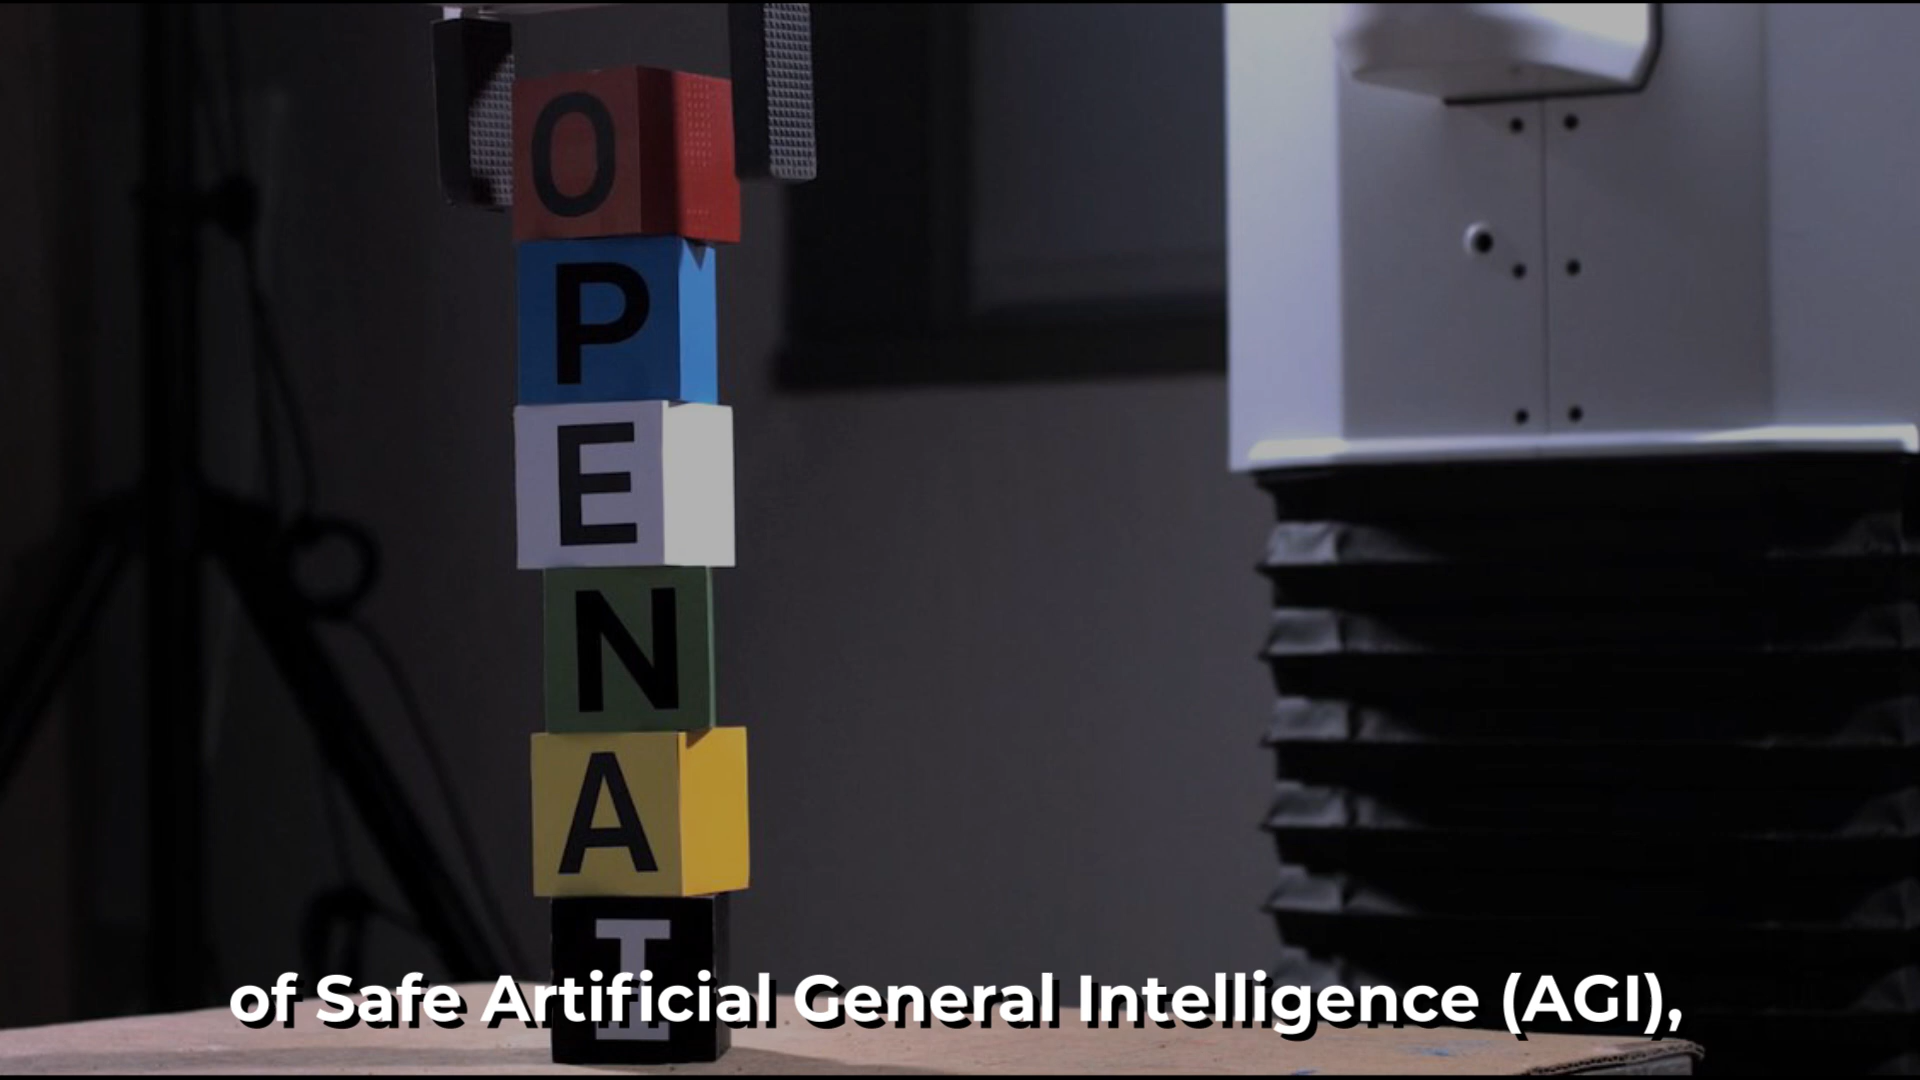 O
P
E
N
A
I
of Safe Artificial General Intelligence (AGI),